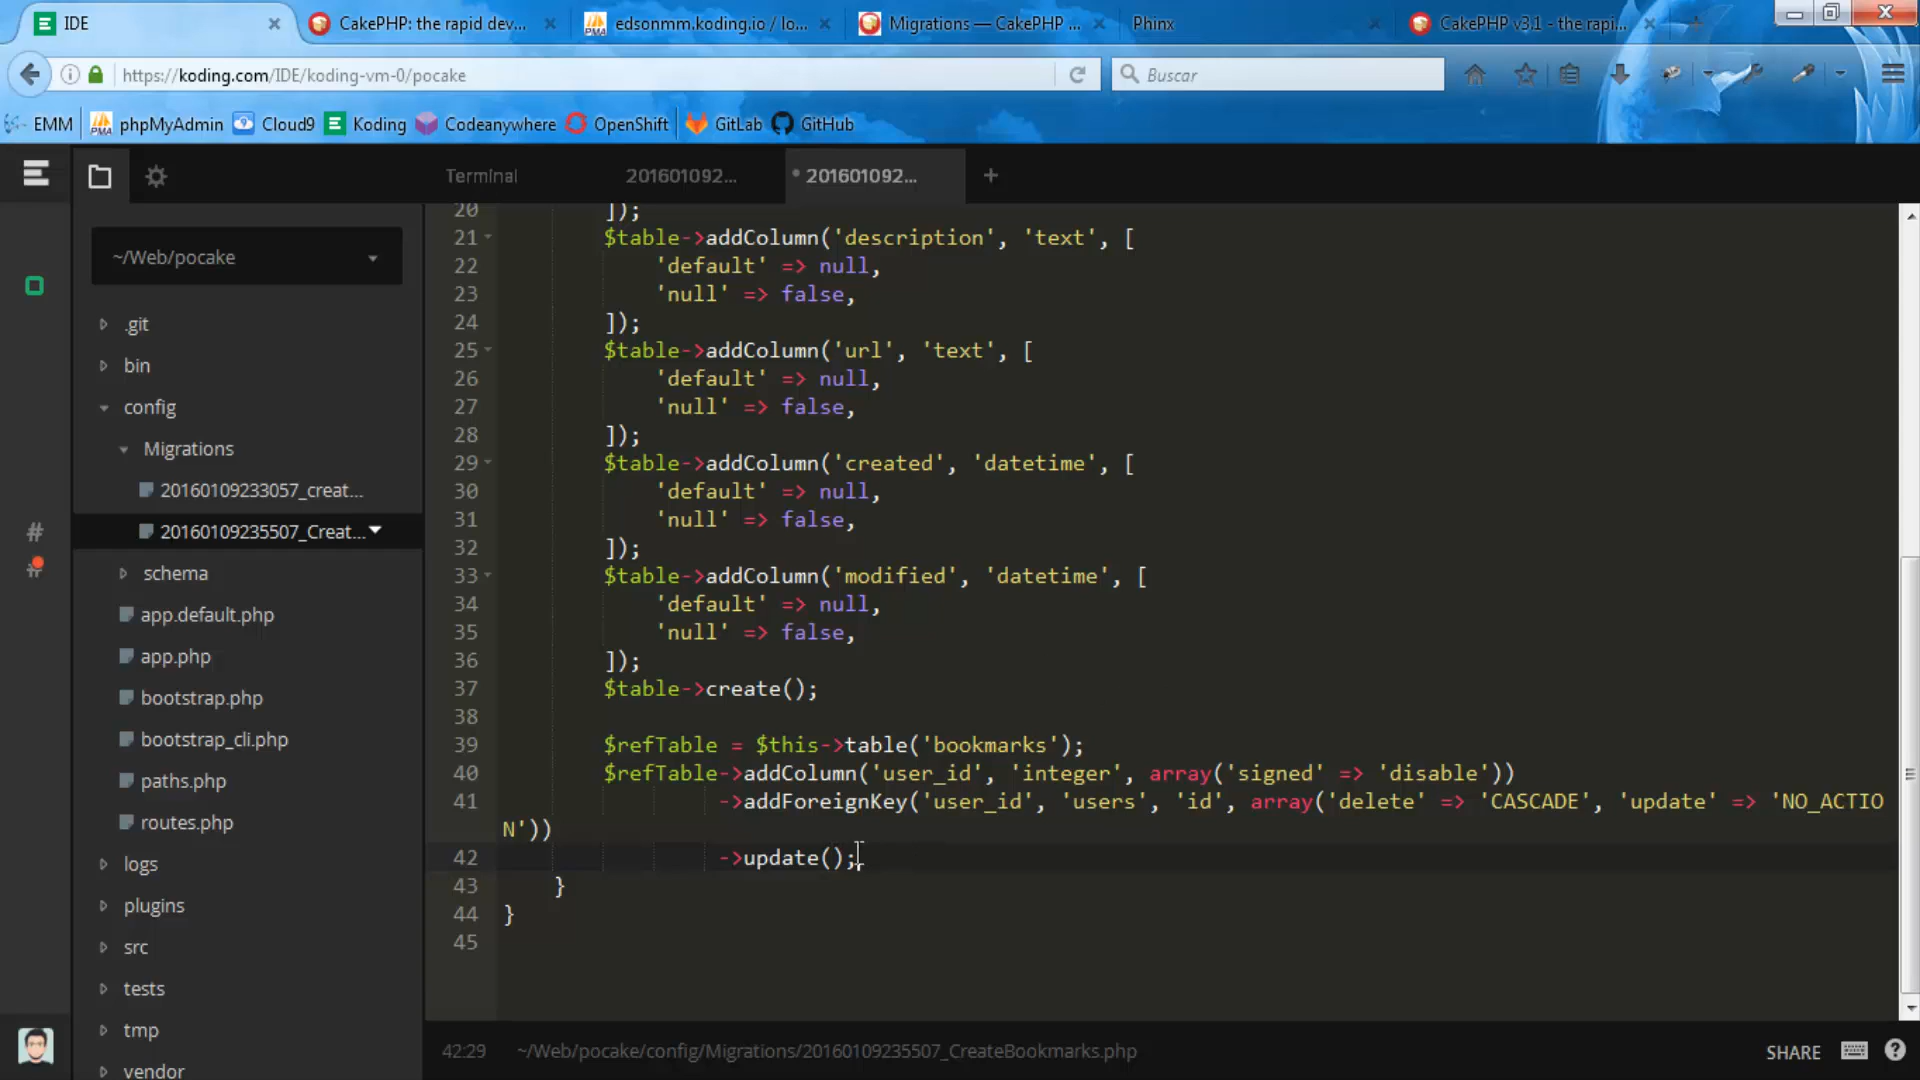 IDE
CakePHP: the rapid dev...
edsonmm.koding.io / lo...
Migrations — CakePHP ...
Phinx
CakePHP v3.1 - the rapi...
https://koding.com/IDE/koding-vm-0/pocake
Buscar
EMM
phpMyAdmin
Cloud9
Koding
Codeanywhere
OpenShift
GitLab
GitHub
Terminal
201601092...
201601092...
~/Web/pocake
.git
bin
config
Migrations
20160109233057_creat...
20160109235507_Creat...
schema
app.default.php
app.php
bootstrap.php
bootstrap_cli.php
paths.php
routes.php
logs
plugins
src
tests
tmp
vendor
20 ]);
21 $table->addColumn('description', 'text', [
22 'default' => null,
23 'null' => false,
24 ]);
25 $table->addColumn('url', 'text', [
26 'default' => null,
27 'null' => false,
28 ]);
29 $table->addColumn('created', 'datetime', [
30 'default' => null,
31 'null' => false,
32 ]);
33 $table->addColumn('modified', 'datetime', [
34 'default' => null,
35 'null' => false,
36 ]);
37 $table->create();
38
39 $refTable = $this->table('bookmarks');
40 $refTable->addColumn('user_id', 'integer', array('signed' => 'disable'))
41 ->addForeignKey('user_id', 'users', 'id', array('delete' => 'CASCADE', 'update' => 'NO_ACTIO
N'))
42 ->update();
43 }
44 }
45
42:29 ~/Web/pocake/config/Migrations/20160109235507_CreateBookmarks.php
SHARE